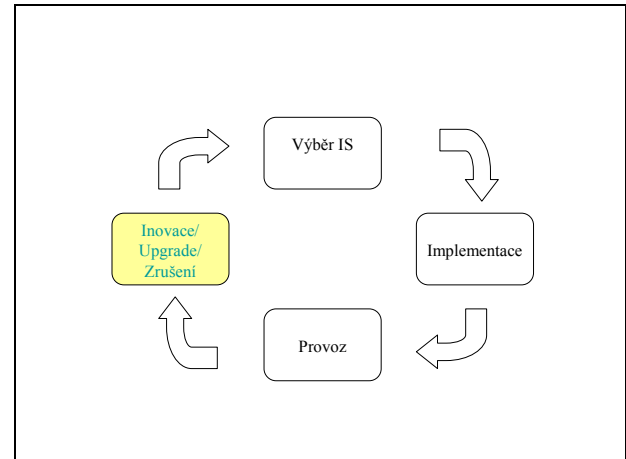 Výběr IS
Inovace/
Upgrade/
Zrušení
Implementace
Provoz